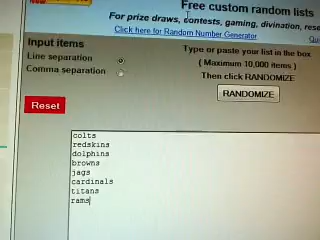 Free custom random lists
For prize draws, contests, gaming, divination, rese
Click here for Random Number Generator
Input items
Type or paste your list in the box
Line separation
( Maximum 10,000 items )
Comma separation
Then click RANDOMIZE
RANDOMIZE
Reset
colts
redskins
dolphins
browns
jags
cardinals
titans
rams